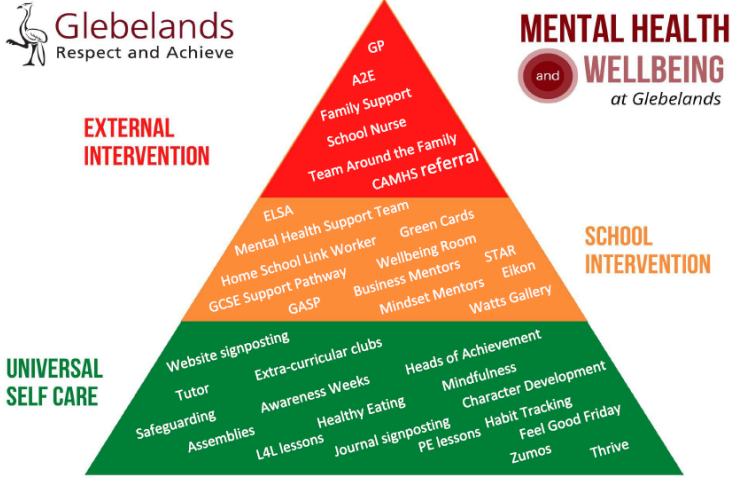 Glebelands
Respect and Achieve
MENTAL HEALTH
and WELLBEING
at Glebelands
EXTERNAL
INTERVENTION
GP
A2E
Family Support
School Nurse
Team Around the Family
CAMHS referral
SCHOOL
INTERVENTION
ELSA
Mental Health Support Team
Green Cards
Home School Link Worker
Wellbeing Room
STAR
GCSE Support Pathway
Business Mentors
Eikon
GASP
Mindset Mentors
Watts Gallery
UNIVERSAL
SELF CARE
Website signposting
Extra-curricular clubs
Heads of Achievement
Tutor
Awareness Weeks
Mindfulness
Character Development
Safeguarding
Healthy Eating
Habit Tracking
Assemblies
L4L lessons
Journal signposting
PE lessons
Feel Good Friday
Zumos
Thrive